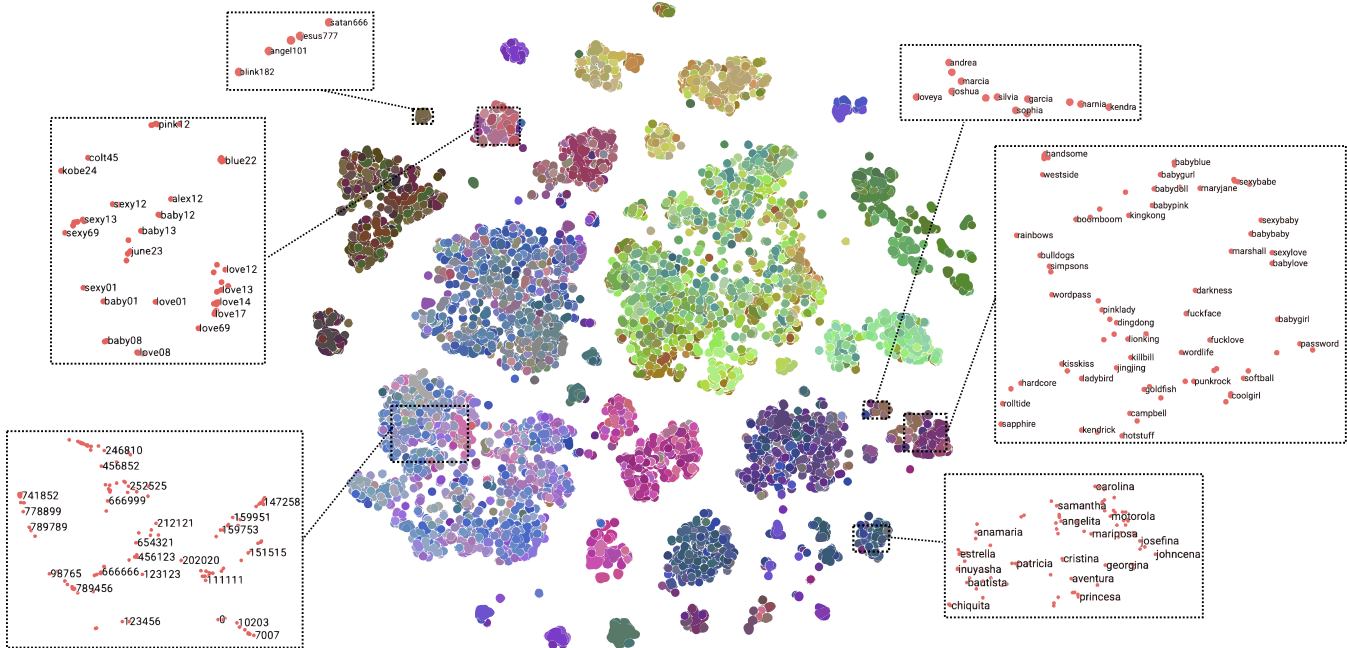 satan666
jesus777
angel101
blink182
pink12
colt45
blue22
kobe24
alex12
sexy12
baby12
sexy13
baby13
sexy69
june23
love12
sexy01
love13
baby01
love01
love14
love17
love69
baby08
love08
246810
456852
252525
741852
666999
147258
778899
159951
212121
789789
159753
654321
151515
456123
202020
98765
666666
123123
111111
789456
123456
0
10203
7007
andrea
marcia
joshua
loveya
silvia
garcia
narnia
kendra
sophia
handsome
babyblue
westside
babygurl
sexybabe
babydoll
maryjane
babypink
boomboom
kingkong
sexybaby
rainbows
babybaby
bulldogs
marshall
sexylove
simpsons
babylove
wordpass
darkness
pinklady
fuckface
dingdong
babygirl
lionking
fucklove
password
wordlife
killbill
kisskiss
jingjing
ladybird
punkrock
softball
hardcore
goldfish
coolgirl
rolltide
campbell
sapphire
kendrick
hotstuff
carolina
samantha
motorola
angelita
anamaria
mariposa
josefina
estrella
johncena
cristina
patricia
georgina
inuyasha
aventura
bautista
princesa
chiquita